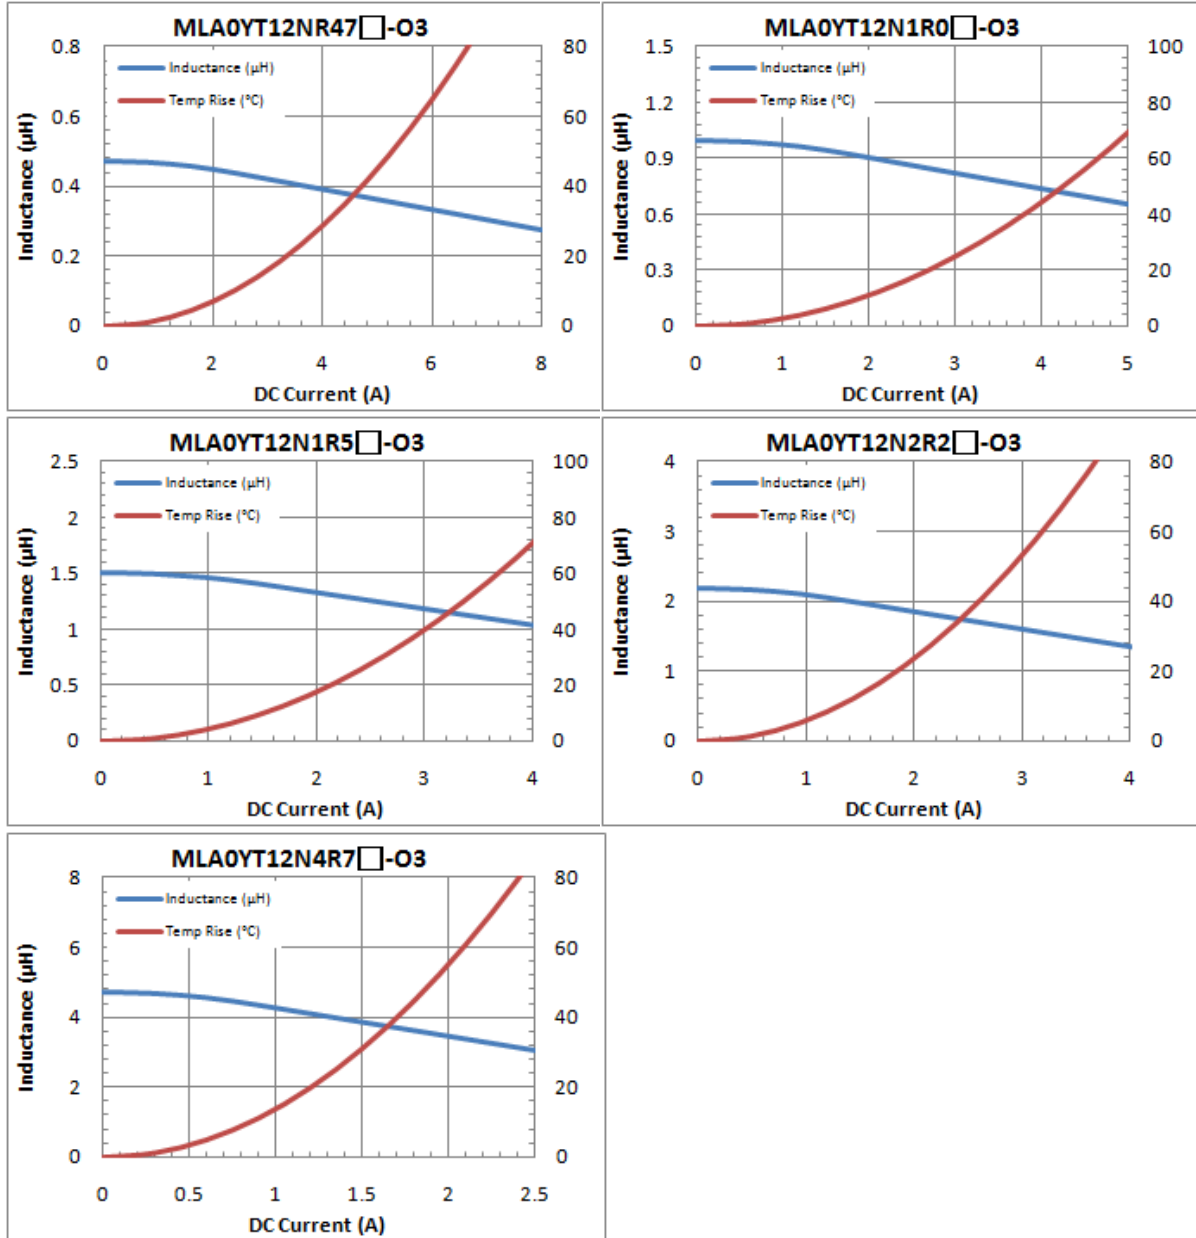 MLA0YT12NR47□-O3
Inductance (µH)
Temp Rise (°C)
Inductance (µH)
0.8
0.6
0.4
0.2
0
80
60
40
20
0
0 2 4 6 8
DC Current (A)
MLA0YT12N1R0□-O3
Inductance (µH)
Temp Rise (°C)
Inductance (µH)
1.5
1.2
0.9
0.6
0.3
0
100
80
60
40
20
0
0 1 2 3 4 5
DC Current (A)
MLA0YT12N1R5□-O3
Inductance (µH)
Temp Rise (°C)
Inductance (µH)
2.5
2
1.5
1
0.5
0
100
80
60
40
20
0
0 1 2 3 4
DC Current (A)
MLA0YT12N2R2□-O3
Inductance (µH)
Temp Rise (°C)
Inductance (µH)
4
3
2
1
0
80
60
40
20
0
0 1 2 3 4
DC Current (A)
MLA0YT12N4R7□-O3
Inductance (µH)
Temp Rise (°C)
Inductance (µH)
8
6
4
2
0
80
60
40
20
0
0 0.5 1 1.5 2 2.5
DC Current (A)